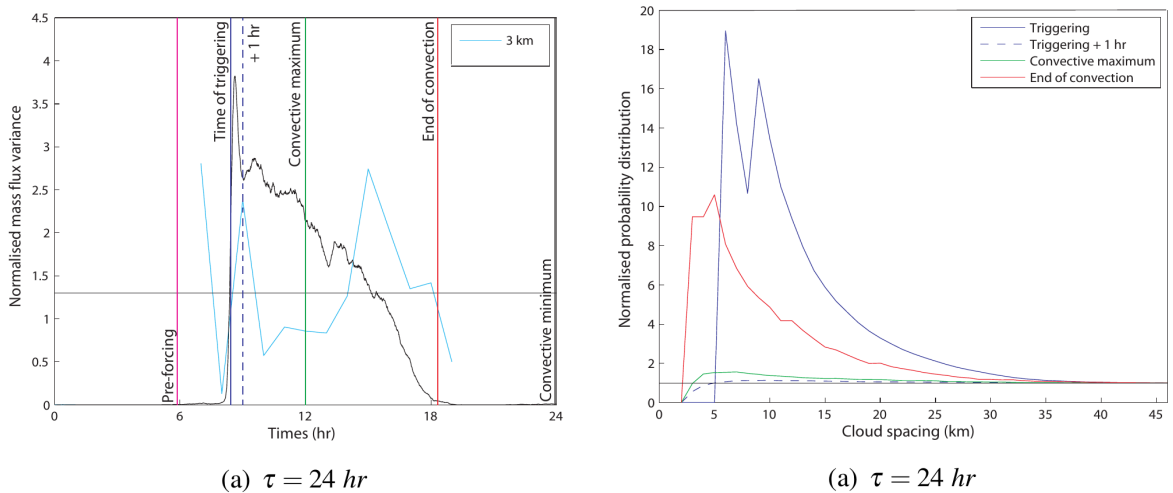 4.5
4
3.5
3
2.5
2
1.5
1
0.5
0
Normalised mass flux variance
Pre-forcing
Time of triggering
+ 1 hr
Convective maximum
End of convection
Convective minimum
3 km
0 6 12 18 24
Times (hr)
(a) τ = 24 hr
20
18
16
14
12
10
8
6
4
2
0
Normalised probability distribution
Triggering
Triggering + 1 hr
Convective maximum
End of convection
0 5 10 15 20 25 30 35 40 45
Cloud spacing (km)
(a) τ = 24 hr